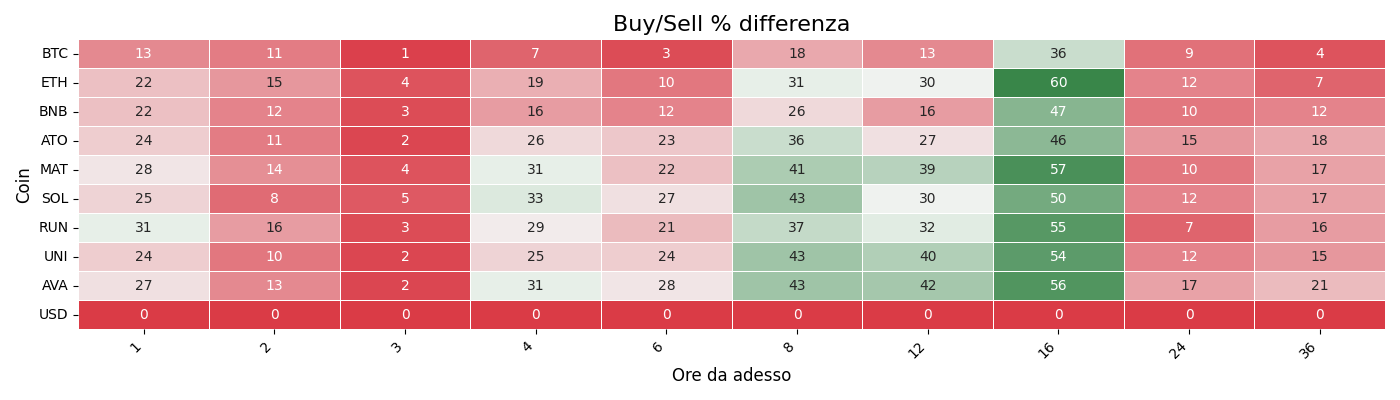 Buy/Sell % differenza
Coin
BTC 13 11 1 7 3 18 13 36 9 4
ETH 22 15 4 19 10 31 30 60 12 7
BNB 22 12 3 16 12 26 16 47 10 12
ATO 24 11 2 26 23 36 27 46 15 18
MAT 28 14 4 31 22 41 39 57 10 17
SOL 25 8 5 33 27 43 30 50 12 17
RUN 31 16 3 29 21 37 32 55 7 16
UNI 24 10 2 25 24 43 40 54 12 15
AVA 27 13 2 31 28 43 42 56 17 21
USD 0 0 0 0 0 0 0 0 0 0
1 2 3 4 6 8 12 16 24 36
Ore da adesso